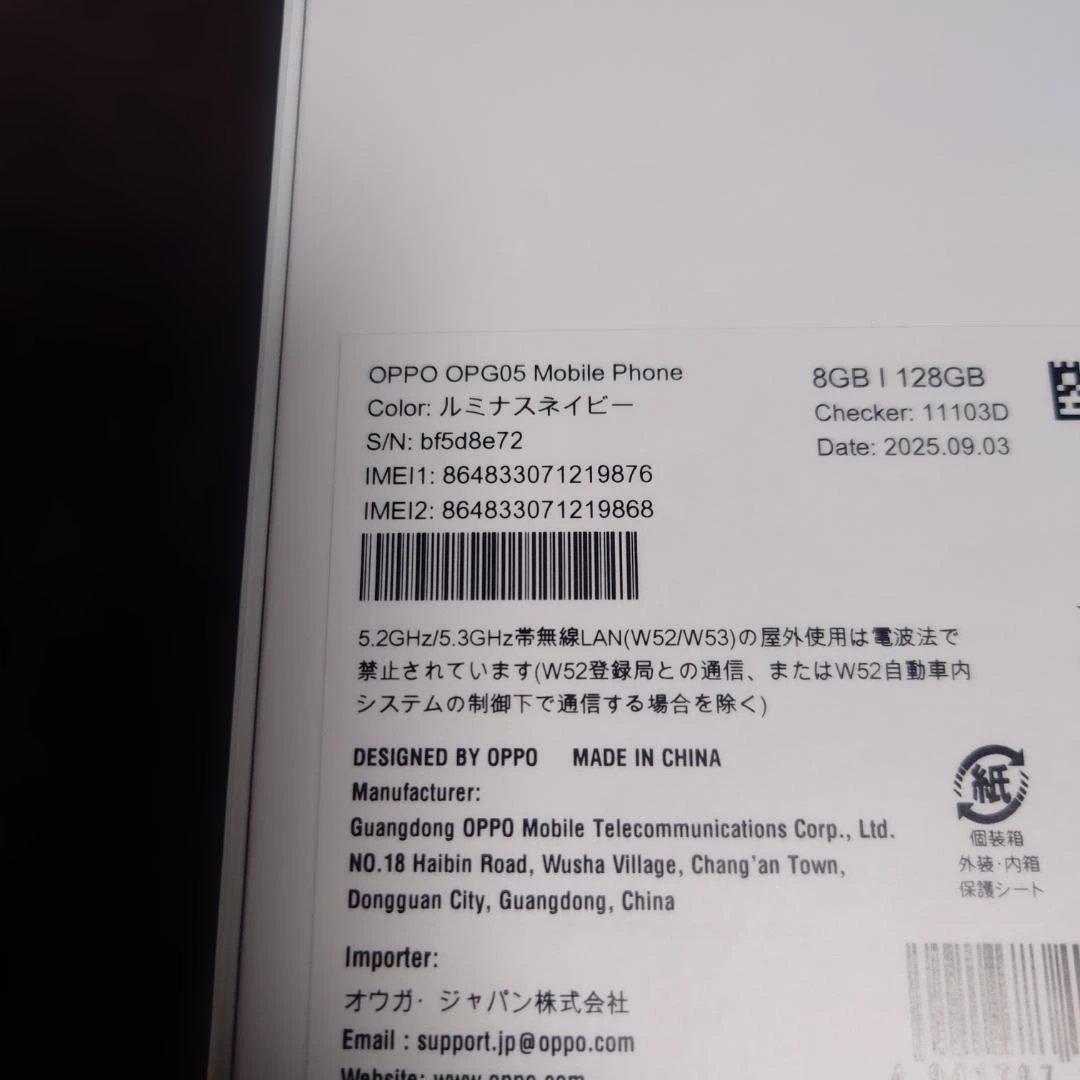 OPPO OPG05 Mobile Phone
Color: ルミナスネイビー
S/N: bf5d8e72
IMEI1: 864833071219876
IMEI2: 864833071219868
8GB | 128GB
Checker: 11103D
Date: 2025.09.03
5.2GHz/5.3GHz帯無線LAN(W52/W53)の屋外使用は電波法で
禁止されています(W52登録局との通信、またはW52自動車内
システムの制御下で通信する場合を除く)
DESIGNED BY OPPO MADE IN CHINA
Manufacturer:
Guangdong OPPO Mobile Telecommunications Corp., Ltd.
NO.18 Haibin Road, Wusha Village, Chang'an Town,
Dongguan City, Guangdong, China
紙
個装箱
外装・内箱
保護シート
Importer:
オウガ・ジャパン株式会社
Email : support.jp@oppo.com
Website: www.oppo.com